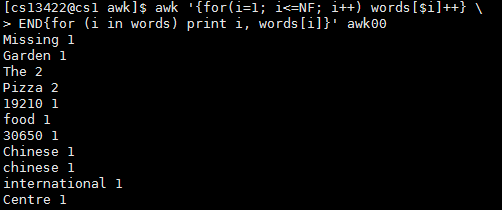 [cs13422@cs1 awk]$ awk '{for(i=1; i<=NF; i++) words[$i]++} \
> END{for (i in words) print i, words[i]}' awk00
Missing 1
Garden 1
The 2
Pizza 2
19210 1
food 1
30650 1
Chinese 1
chinese 1
international 1
Centre 1